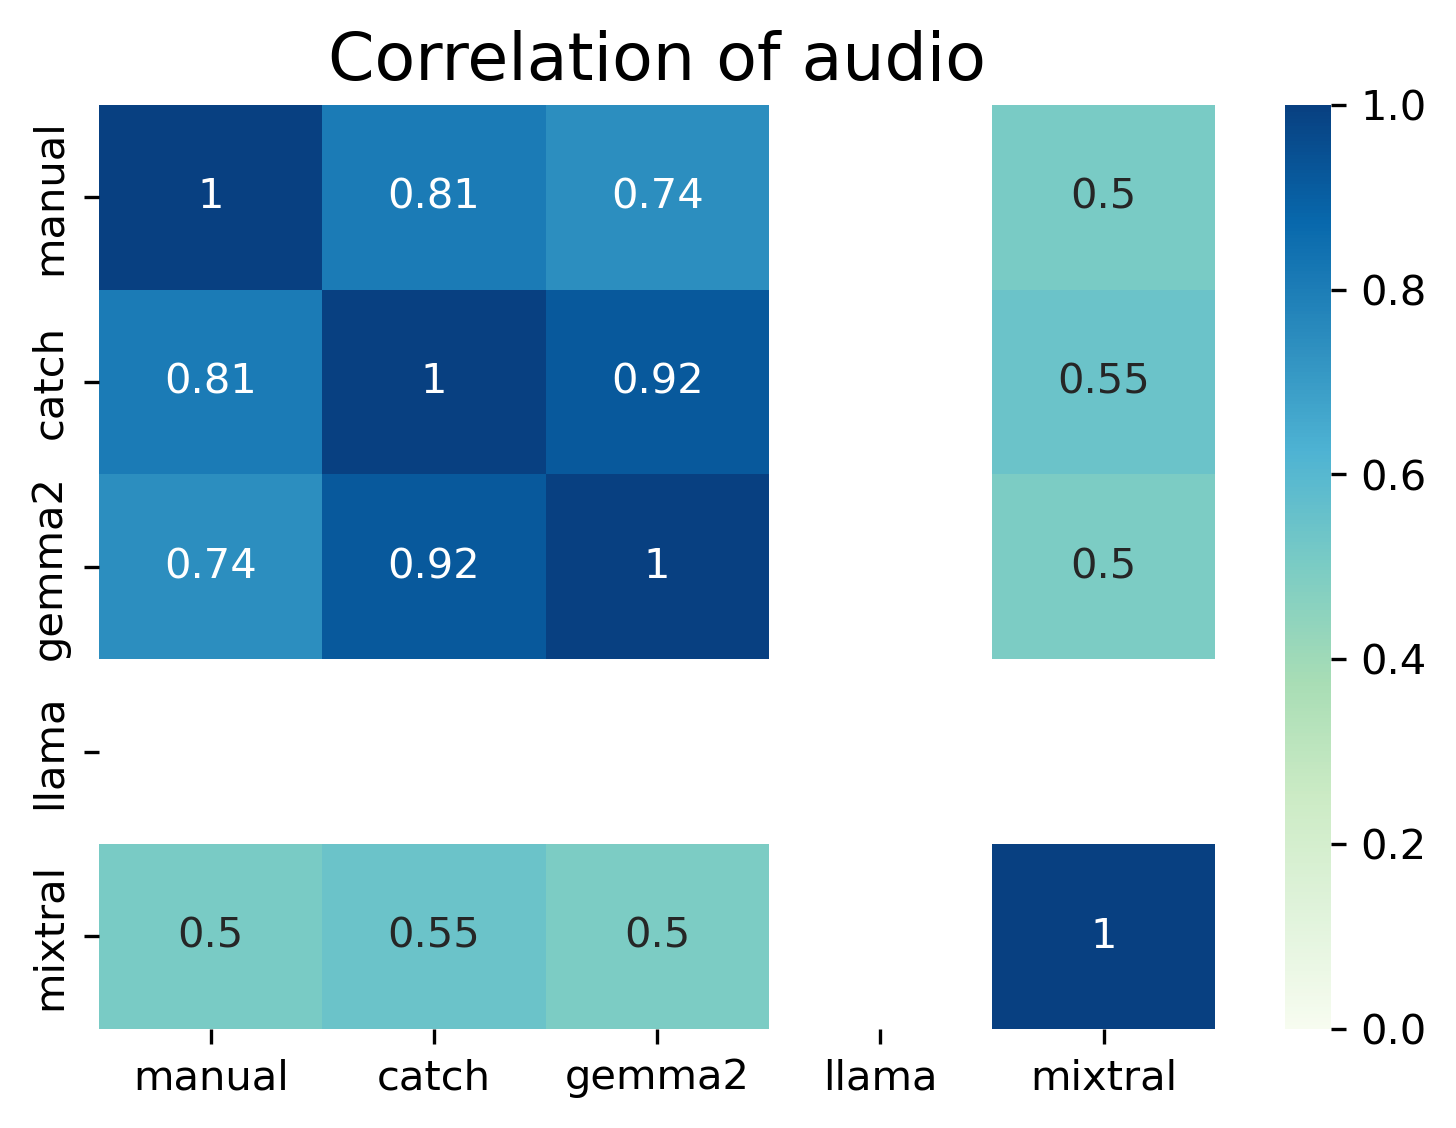 Correlation of audio
manual 1 0.81 0.74 0.5
catch 0.81 1 0.92 0.55
gemma2 0.74 0.92 1 0.5
llama
mixtral 0.5 0.55 0.5 1
manual catch gemma2 llama mixtral
1.0
0.8
0.6
0.4
0.2
0.0